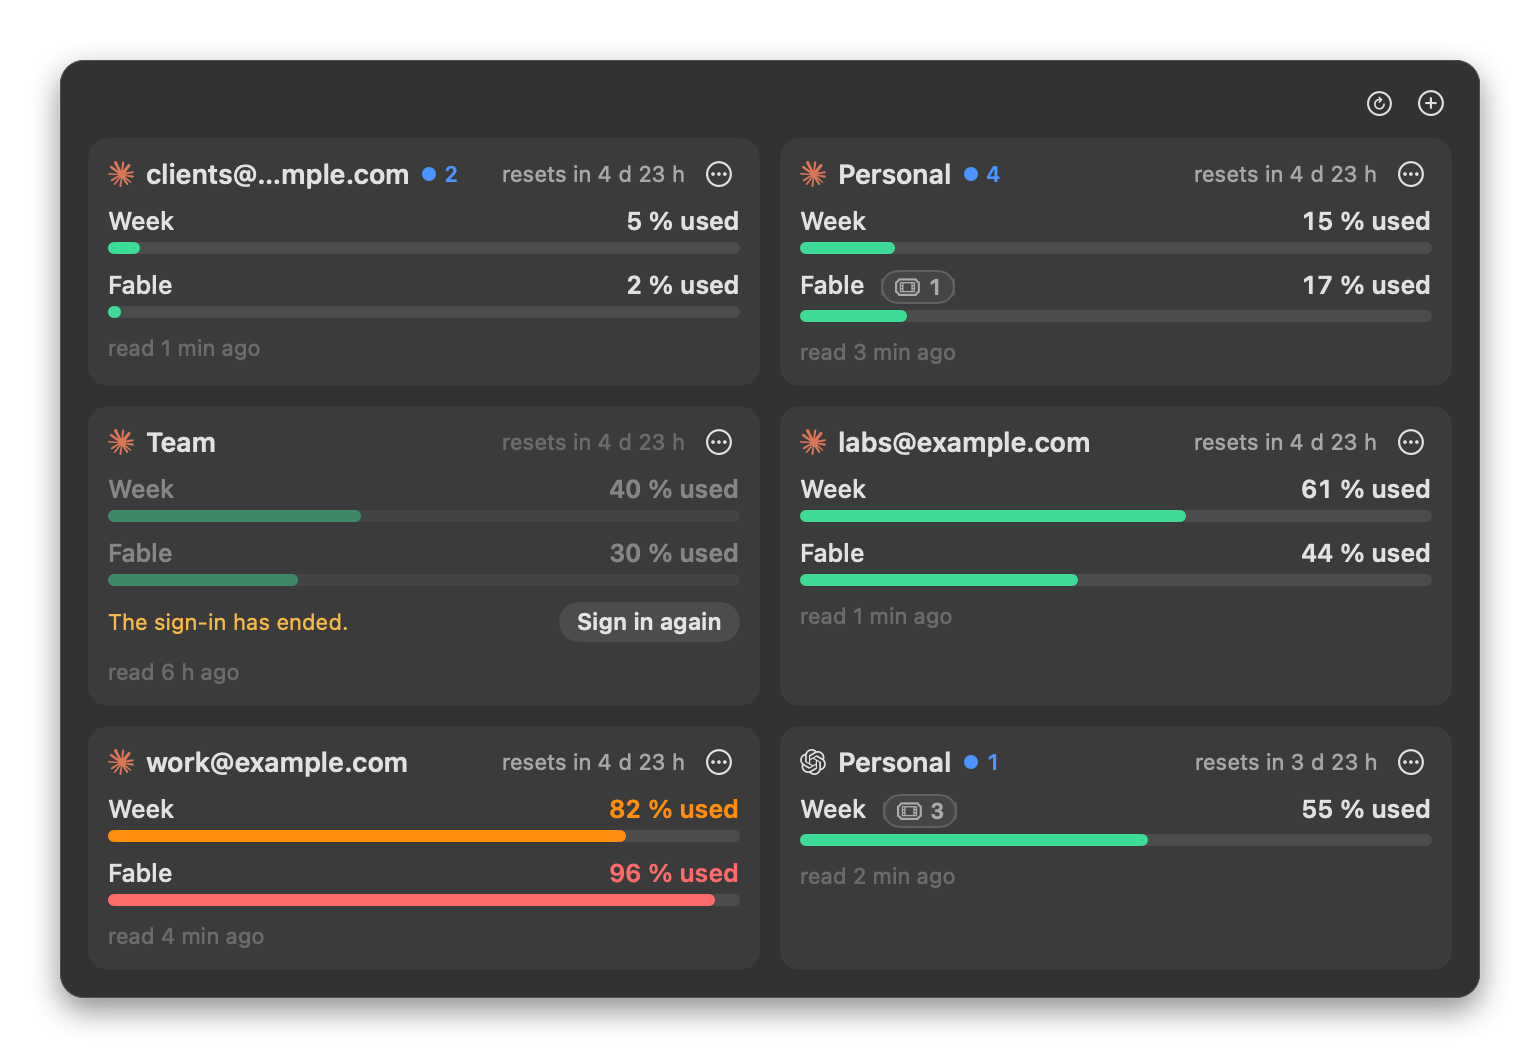 clients@...mple.com 2 resets in 4 d 23 h
Week 5 % used
Fable 2 % used
read 1 min ago
Personal 4 resets in 4 d 23 h
Week 15 % used
Fable 1 17 % used
read 3 min ago
Team resets in 4 d 23 h
Week 40 % used
Fable 30 % used
The sign-in has ended. Sign in again
read 6 h ago
labs@example.com resets in 4 d 23 h
Week 61 % used
Fable 44 % used
read 1 min ago
work@example.com resets in 4 d 23 h
Week 82 % used
Fable 96 % used
read 4 min ago
Personal 1 resets in 3 d 23 h
Week 3 55 % used
read 2 min ago